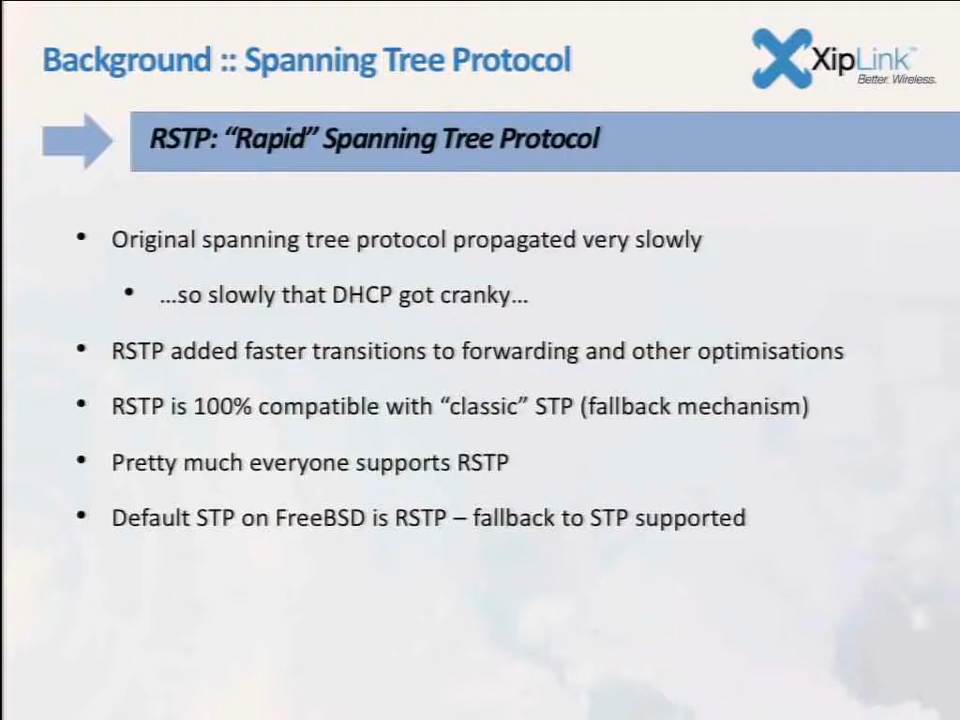 Background :: Spanning Tree Protocol
XipLink™
Better. Wireless.
RSTP: “Rapid” Spanning Tree Protocol
• Original spanning tree protocol propagated very slowly
• …so slowly that DHCP got cranky…
• RSTP added faster transitions to forwarding and other optimisations
• RSTP is 100% compatible with “classic” STP (fallback mechanism)
• Pretty much everyone supports RSTP
• Default STP on FreeBSD is RSTP – fallback to STP supported